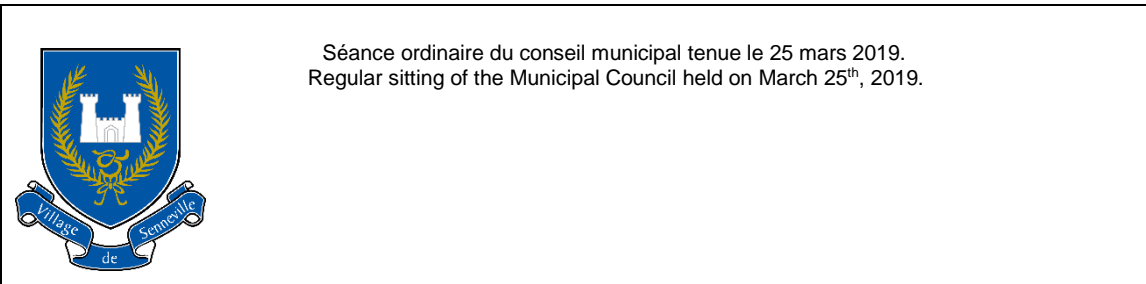 Séance ordinaire du conseil municipal tenue le 25 mars 2019.
Regular sitting of the Municipal Council held on March 25th, 2019.
Village
de
Senneville